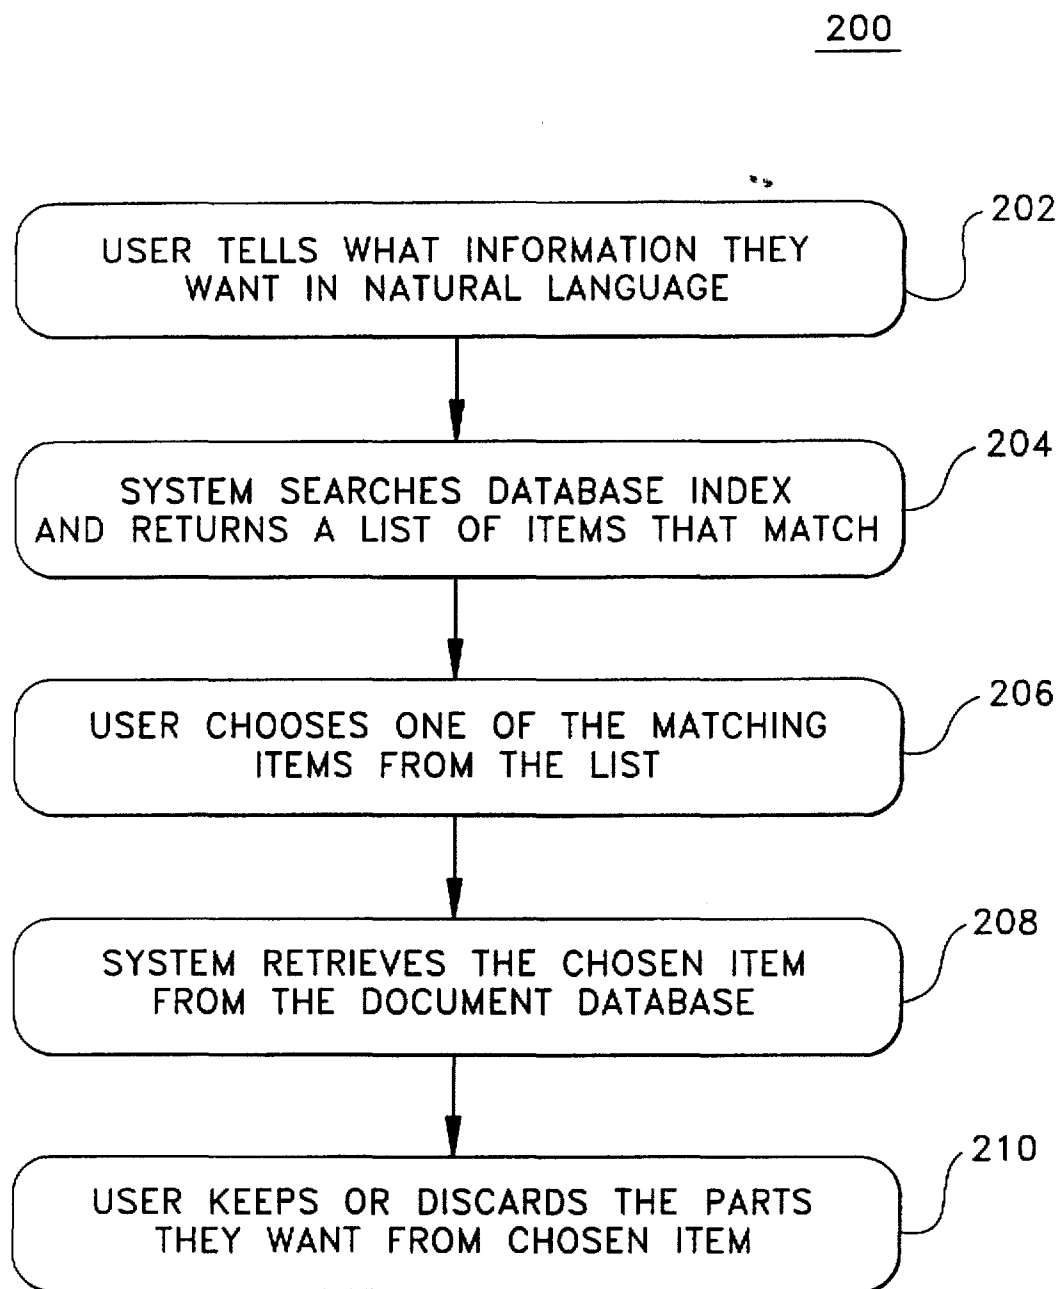 200
202
USER TELLS WHAT INFORMATION THEY
WANT IN NATURAL LANGUAGE
204
SYSTEM SEARCHES DATABASE INDEX
AND RETURNS A LIST OF ITEMS THAT MATCH
206
USER CHOOSES ONE OF THE MATCHING
ITEMS FROM THE LIST
208
SYSTEM RETRIEVES THE CHOSEN ITEM
FROM THE DOCUMENT DATABASE
210
USER KEEPS OR DISCARDS THE PARTS
THEY WANT FROM CHOSEN ITEM